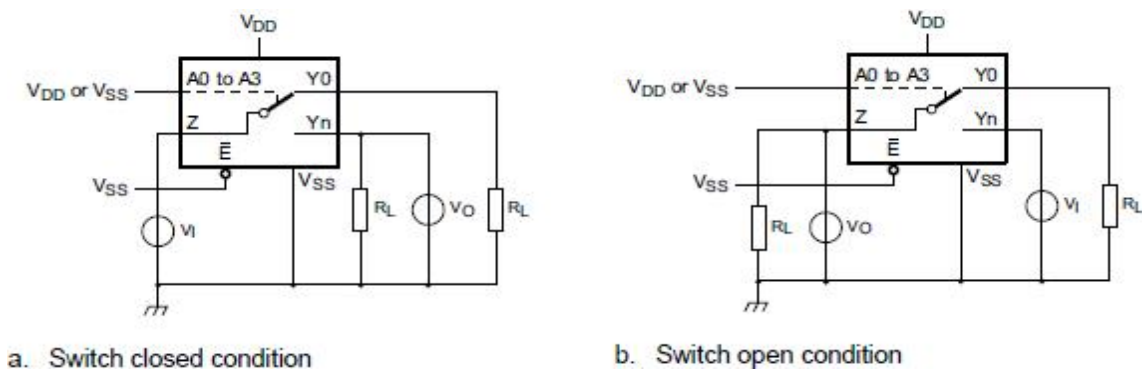 VDD
A0 to A3 Y0
VDD or VSS
Z Yn
E̅
VSS
VSS
VI
RL
VO
RL
a. Switch closed condition
VDD
A0 to A3 Y0
VDD or VSS
Z Yn
E̅
VSS
VSS
RL
VO
VI
RL
b. Switch open condition